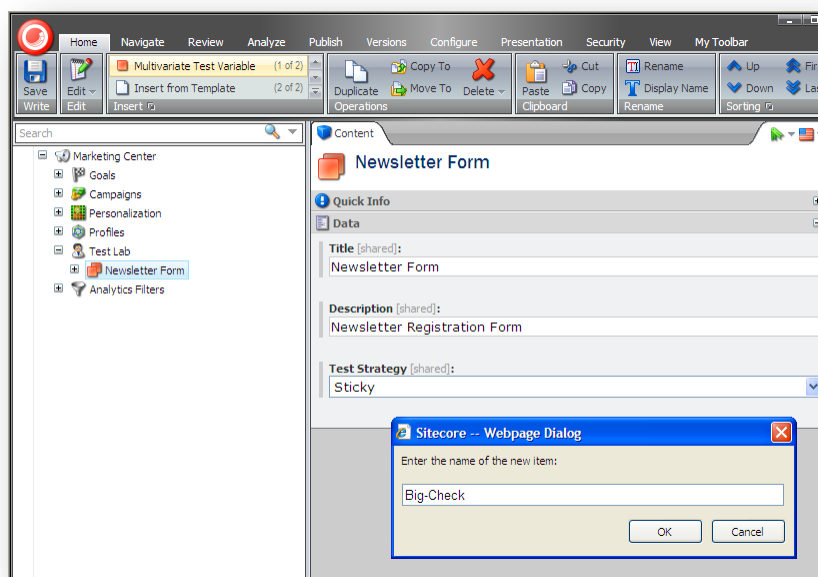 Home Navigate Review Analyze Publish Versions Configure Presentation Security View My Toolbar
Multivariate Test Variable (1 of 2) Copy To Cut Rename Up
Save Edit Insert from Template (2 of 2) Duplicate Move To Delete Paste Copy Display Name Down
Write Edit Insert Operations Clipboard Rename Sorting
Search
Content
Marketing Center
Newsletter Form
Goals
Campaigns
Quick Info
Personalization
Data
Profiles
Test Lab
Title [shared]:
Newsletter Form
Newsletter Form
Analytics Filters
Description [shared]:
Newsletter Registration Form
Test Strategy [shared]:
Sticky
Sitecore -- Webpage Dialog
Enter the name of the new item:
Big-Check
OK Cancel